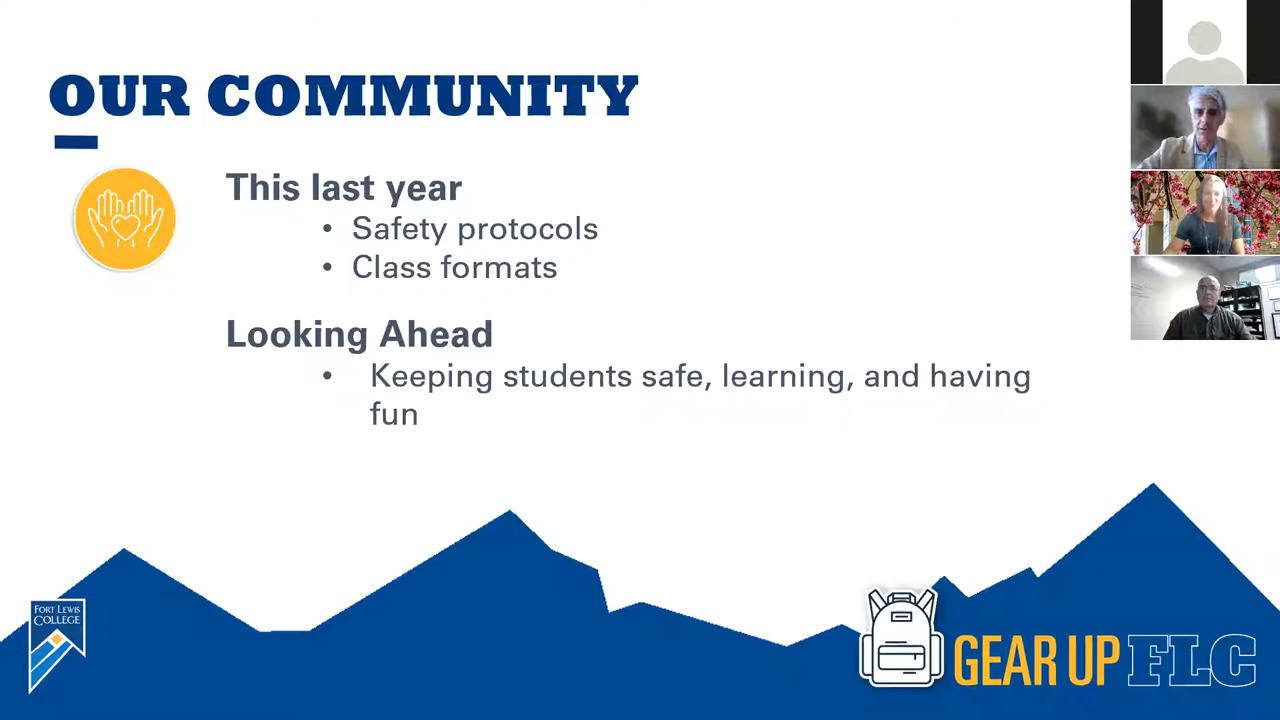 OUR COMMUNITY
This last year
• Safety protocols
• Class formats
Looking Ahead
• Keeping students safe, learning, and having
fun
FORT LEWIS
COLLEGE
GEAR UP FLC